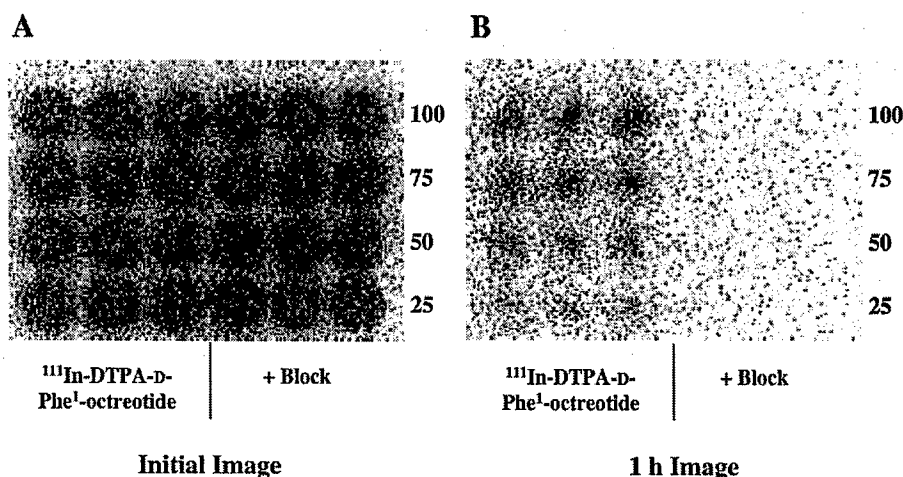 A
100
75
50
25
¹¹¹In-DTPA-D-
Phe¹-octreotide
+ Block
Initial Image
B
100
75
50
25
¹¹¹In-DTPA-D-
Phe¹-octreotide
+ Block
1 h Image